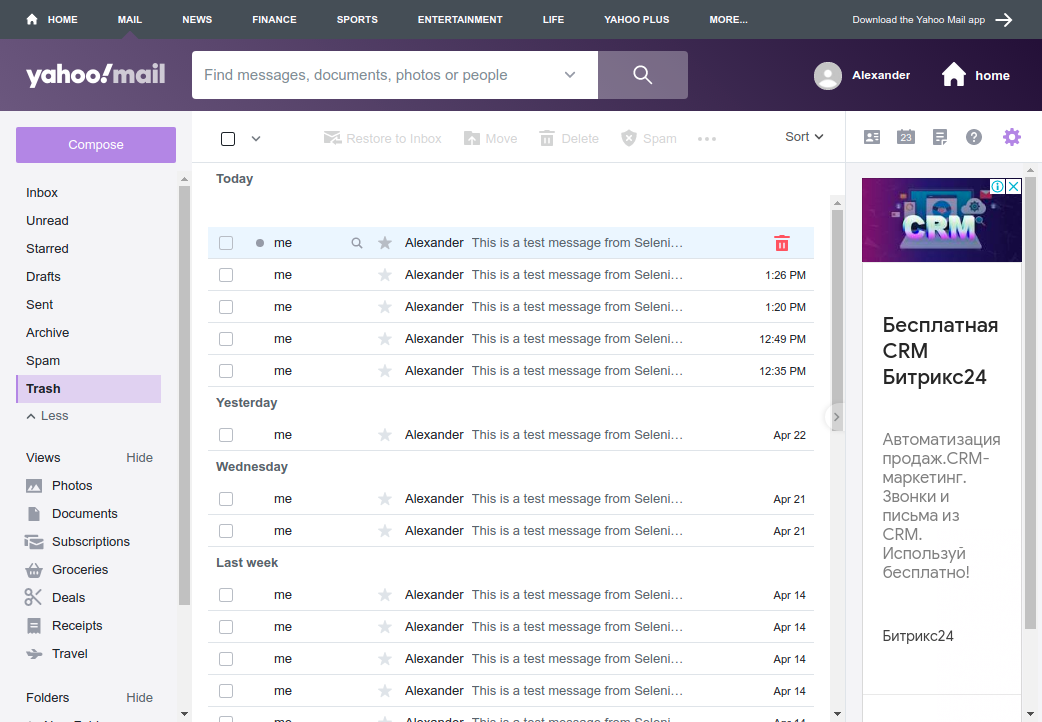 HOME MAIL NEWS FINANCE SPORTS ENTERTAINMENT LIFE YAHOO PLUS MORE... Download the Yahoo Mail app
yahoo!mail Find messages, documents, photos or people Alexander home
Compose Restore to Inbox Move Delete Spam Sort 23
Inbox
Unread
Starred
Drafts
Sent
Archive
Spam
Trash
Less
Views Hide
Photos
Documents
Subscriptions
Groceries
Deals
Receipts
Travel
Folders Hide
Today
me Alexander This is a test message from Seleni…
me Alexander This is a test message from Seleni… 1:26 PM
me Alexander This is a test message from Seleni… 1:20 PM
me Alexander This is a test message from Seleni… 12:49 PM
me Alexander This is a test message from Seleni… 12:35 PM
Yesterday
me Alexander This is a test message from Seleni… Apr 22
Wednesday
me Alexander This is a test message from Seleni… Apr 21
me Alexander This is a test message from Seleni… Apr 21
Last week
me Alexander This is a test message from Seleni… Apr 14
me Alexander This is a test message from Seleni… Apr 14
me Alexander This is a test message from Seleni… Apr 14
me Alexander This is a test message from Seleni… Apr 14
CRM
Бесплатная
CRM
Битрикс24
Автоматизация
продаж.CRM-
маркетинг.
Звонки и
письма из
CRM.
Используй
бесплатно!
Битрикс24